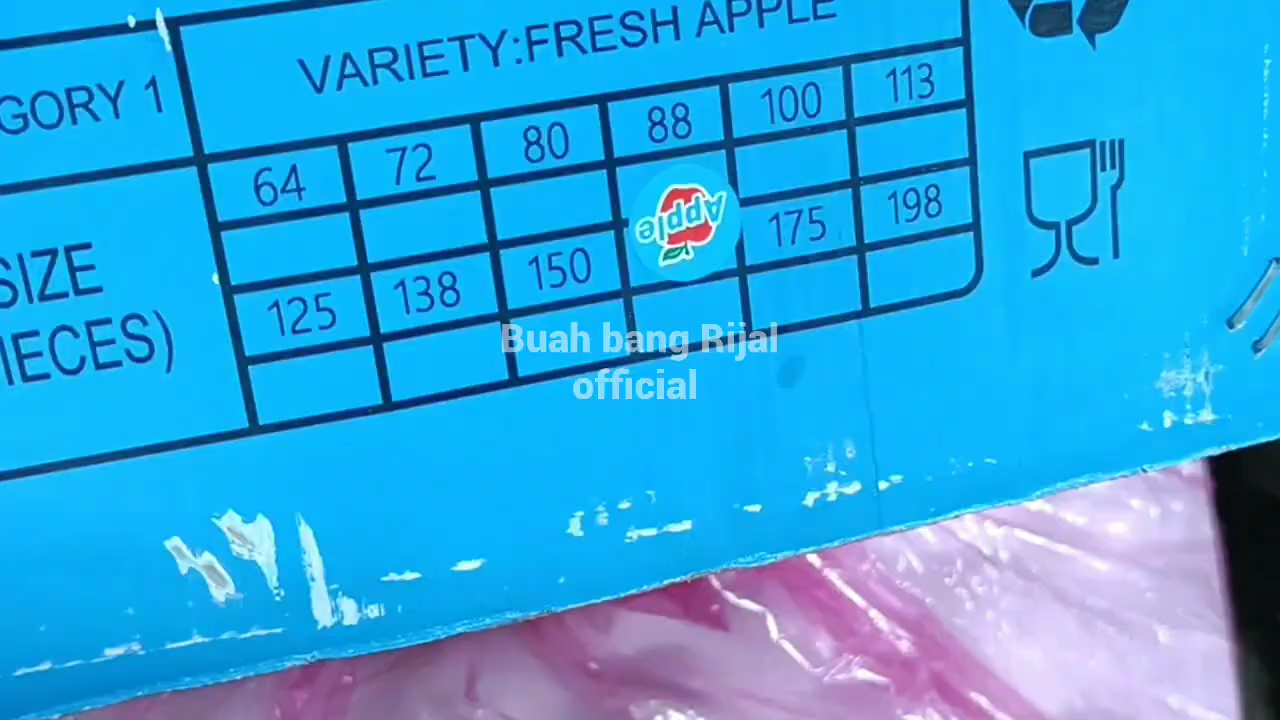 GORY 1
VARIETY:FRESH APPLE
64 72 80 88 100 113
SIZE
IECES)
Apple
125 138 150 175 198
Buah bang Rijal
official